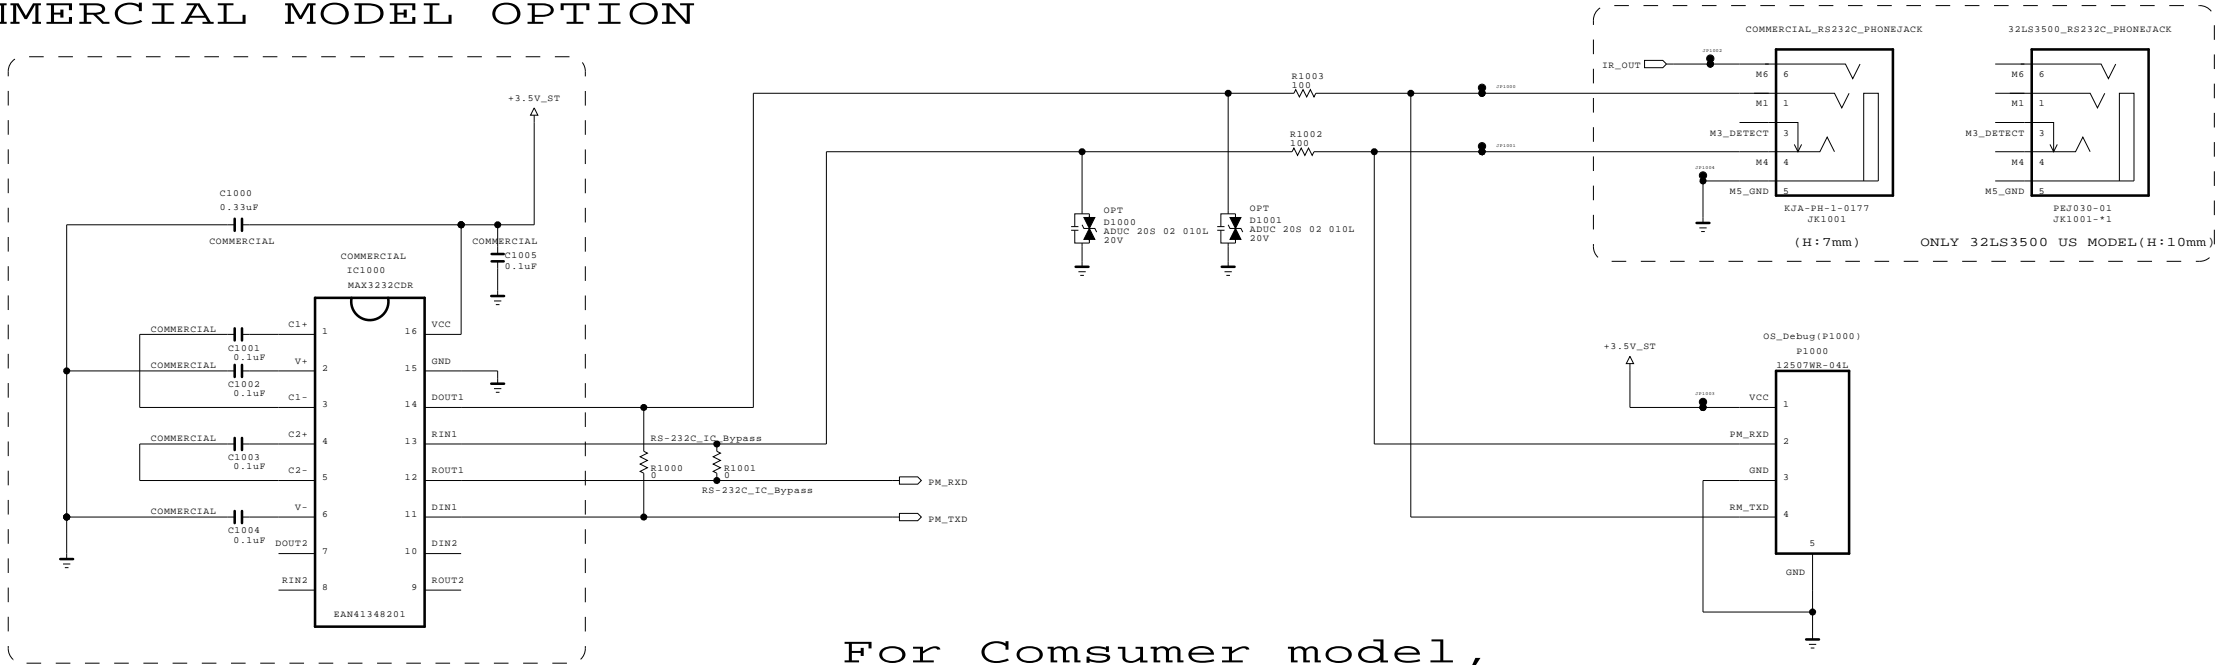 MERCIAL MODEL OPTION
+3.5V_ST
C1000
0.33uF
COMMERCIAL
COMMERCIAL
C1005
0.1uF
COMMERCIAL
IC1000
MAX3232CDR
COMMERCIAL
C1001
0.1uF
COMMERCIAL
C1002
0.1uF
COMMERCIAL
C1003
0.1uF
COMMERCIAL
C1004
0.1uF
C1+ 1
V+ 2
C1- 3
C2+ 4
C2- 5
V- 6
DOUT2 7
RIN2 8
16 VCC
15 GND
14 DOUT1
13 RIN1
12 ROUT1
11 DIN1
10 DIN2
9 ROUT2
EAN41348201
RS-232C_IC_Bypass
R1000
0
R1001
0
RS-232C_IC_Bypass
PM_RXD
PM_TXD
R1003
100
R1002
100
OPT
D1000
ADUC 20S 02 010L
20V
OPT
D1001
ADUC 20S 02 010L
20V
JP1000
JP1001
COMMERCIAL_RS232C_PHONEJACK
IR_OUT
JP1002
M6 6
M1 1
M3_DETECT 3
M4 4
JP1004
M5_GND 5
KJA-PH-1-0177
JK1001
(H:7mm)
32LS3500_RS232C_PHONEJACK
M6 6
M1 1
M3_DETECT 3
M4 4
M5_GND 5
PEJ030-01
JK1001-*1
ONLY 32LS3500 US MODEL(H:10mm)
OS_Debug(P1000)
P1000
12507WR-04L
+3.5V_ST
JP1003
VCC 1
PM_RXD 2
GND 3
RM_TXD 4
5
GND
For Comsumer model,